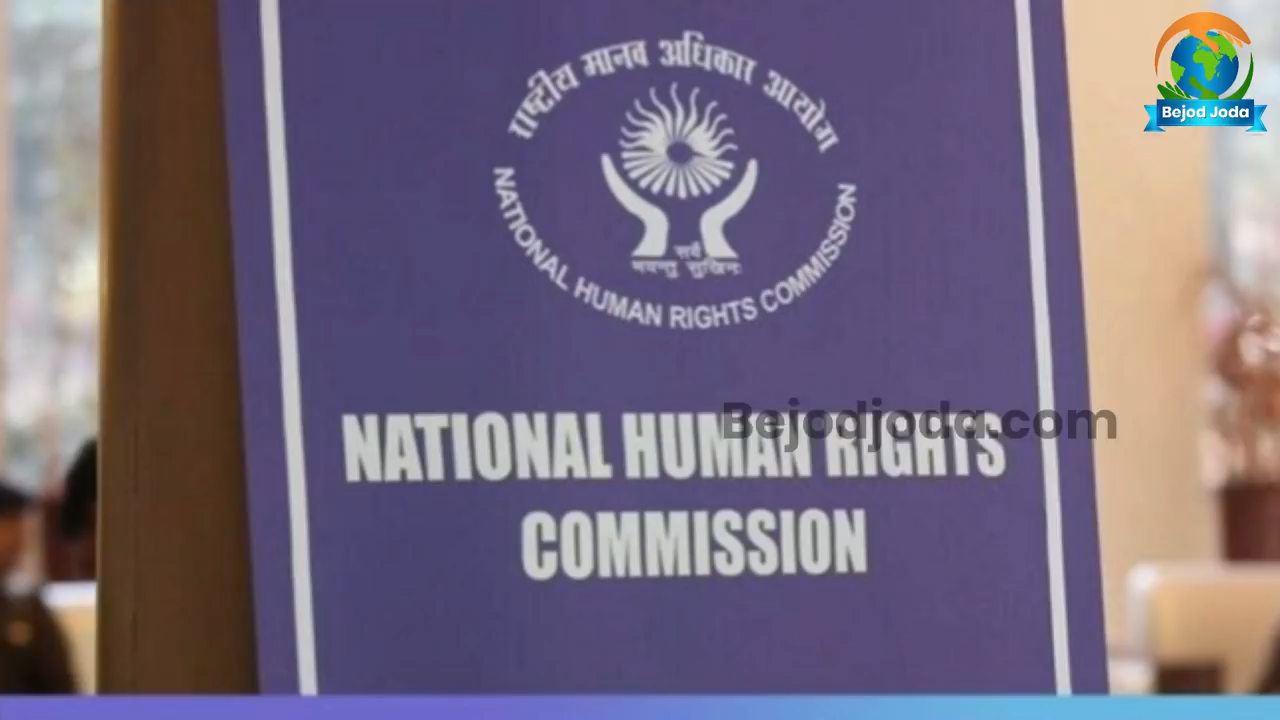 राष्ट्रीय मानव अधिकार आयोग
सर्वे
भवन्तु सुखिनः
NATIONAL HUMAN RIGHTS COMMISSION
NATIONAL HUMAN RIGHTS
COMMISSION
Bejod Joda
Bejodjoda.com